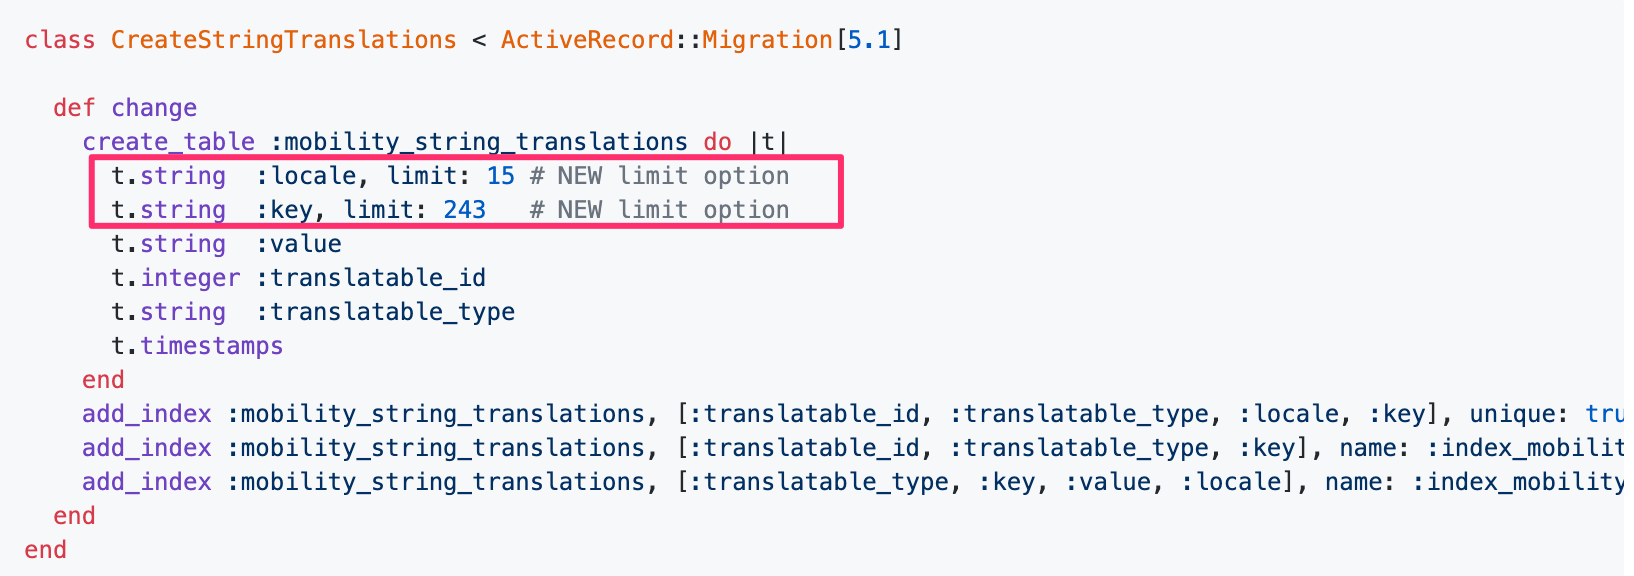 class CreateStringTranslations < ActiveRecord::Migration[5.1]
def change
create_table :mobility_string_translations do |t|
t.string  :locale, limit: 15 # NEW limit option
t.string  :key, limit: 243   # NEW limit option
t.string  :value
t.integer :translatable_id
t.string  :translatable_type
t.timestamps
end
add_index :mobility_string_translations, [:translatable_id, :translatable_type, :locale, :key], unique: tru
add_index :mobility_string_translations, [:translatable_id, :translatable_type, :key], name: :index_mobilit
add_index :mobility_string_translations, [:translatable_type, :key, :value, :locale], name: :index_mobility
end
end